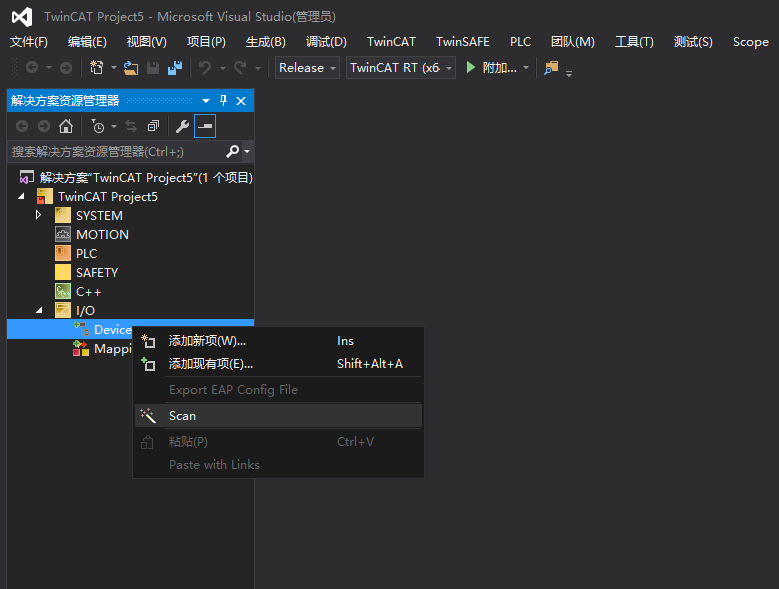 TwinCAT Project5 - Microsoft Visual Studio(管理员)
文件(F) 编辑(E) 视图(V) 项目(P) 生成(B) 调试(D) TwinCAT TwinSAFE PLC 团队(M) 工具(T) 测试(S) Scope
Release TwinCAT RT (x6 附加...
解决方案资源管理器
搜索解决方案资源管理器(Ctrl+;)
解决方案"TwinCAT Project5"(1 个项目)
TwinCAT Project5
SYSTEM
MOTION
PLC
SAFETY
C++
I/O
Device
Mappi
添加新项(W)... Ins
添加现有项(E)... Shift+Alt+A
Export EAP Config File
Scan
粘贴(P) Ctrl+V
Paste with Links